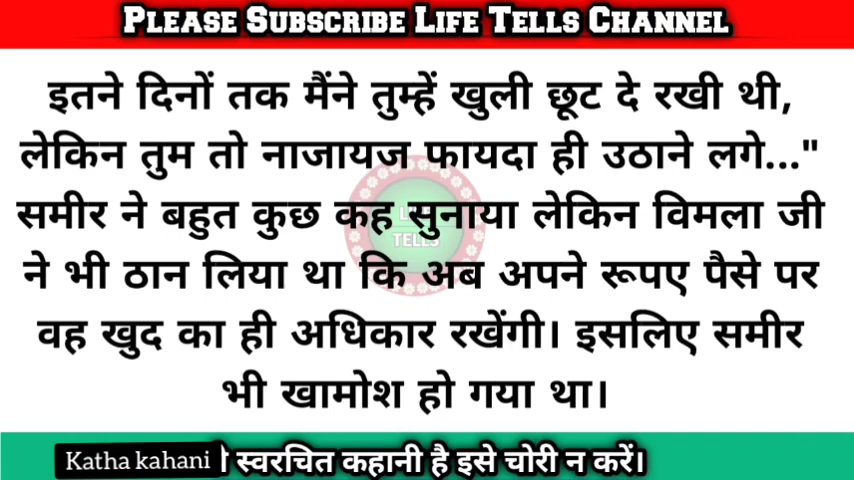 PLEASE SUBSCRIBE LIFE TELLS CHANNEL
इतने दिनों तक मैंने तुम्हें खुली छूट दे रखी थी,
लेकिन तुम तो नाजायज फायदा ही उठाने लगे..."
समीर ने बहुत कुछ कह सुनाया लेकिन विमला जी
ने भी ठान लिया था कि अब अपने रूपए पैसे पर
वह खुद का ही अधिकार रखेंगी। इसलिए समीर
भी खामोश हो गया था।
TELLS
Katha kahani स्वरचित कहानी है इसे चोरी न करें।